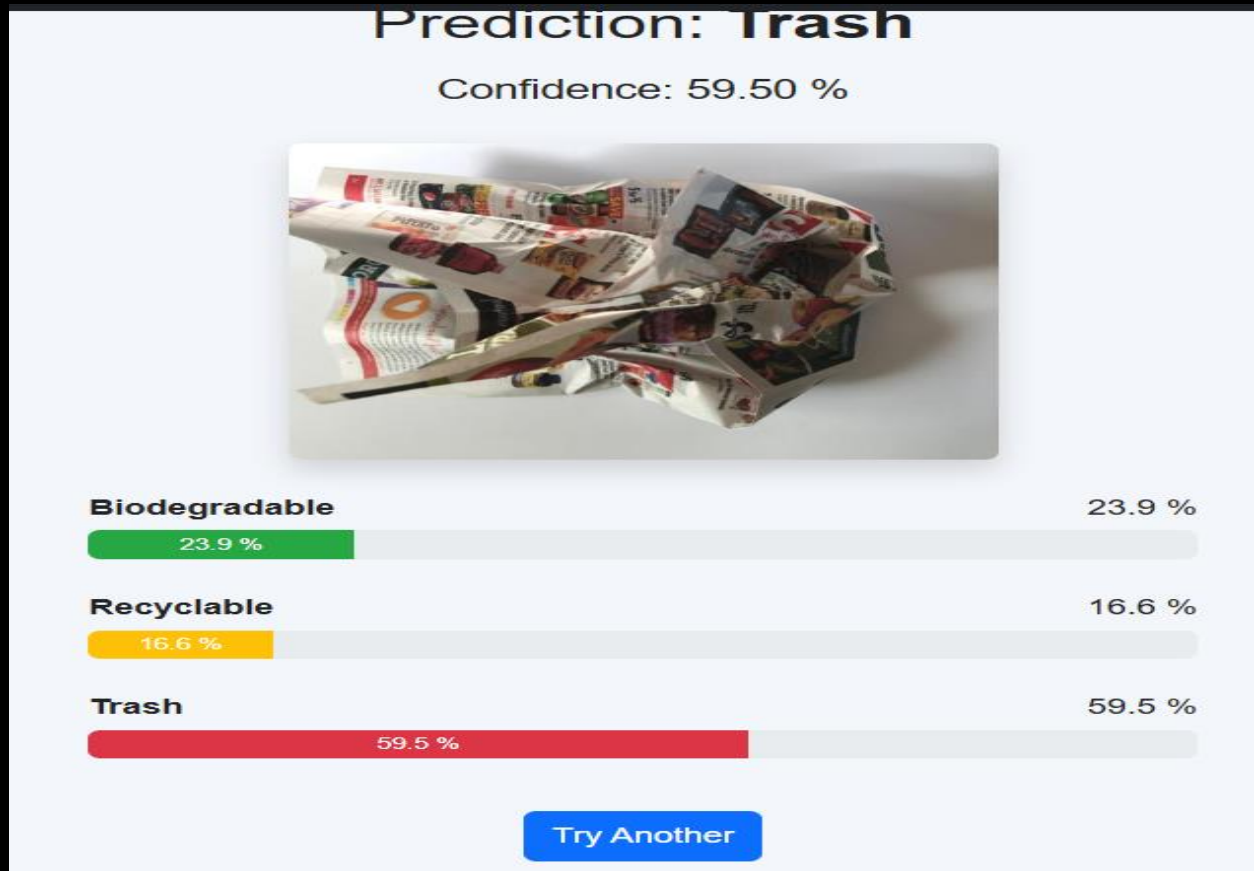 Prediction: Trash
Confidence: 59.50 %
POTATO
Biodegradable 23.9 %
23.9 %
Recyclable 16.6 %
16.6 %
Trash 59.5 %
59.5 %
Try Another